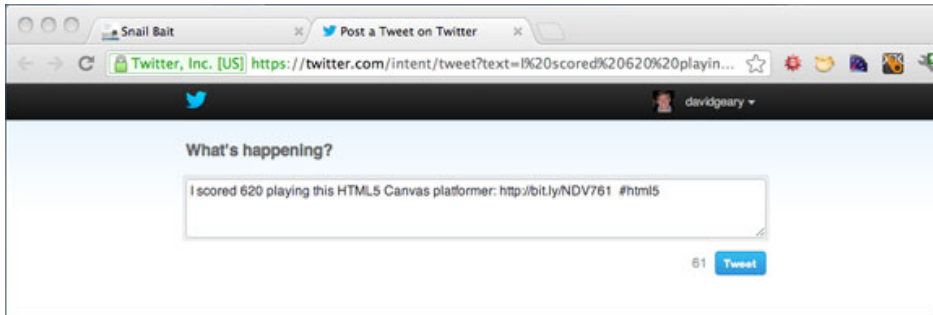 Snail Bait
Post a Tweet on Twitter
Twitter, Inc. [US] https://twitter.com/intent/tweet?text=I%20scored%20620%20playin...
davidgeary
What's happening?
I scored 620 playing this HTML5 Canvas platformer: http://bit.ly/NDV761 #html5
61 Tweet